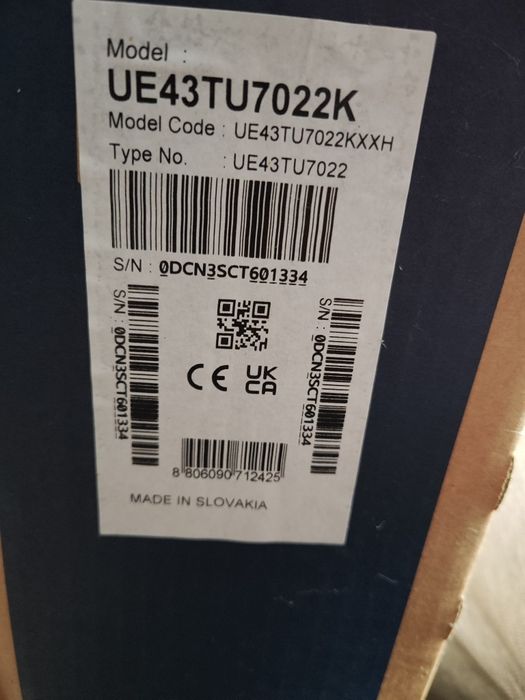 Model :
UE43TU7022K
Model Code : UE43TU7022KXXH
Type No. : UE43TU7022
S/N : 0DCN3SCT601334
S/N : 0DCN3SCT601334
S/N : 0DCN3SCT601334
CE UK
CA
8 806090 712425
MADE IN SLOVAKIA